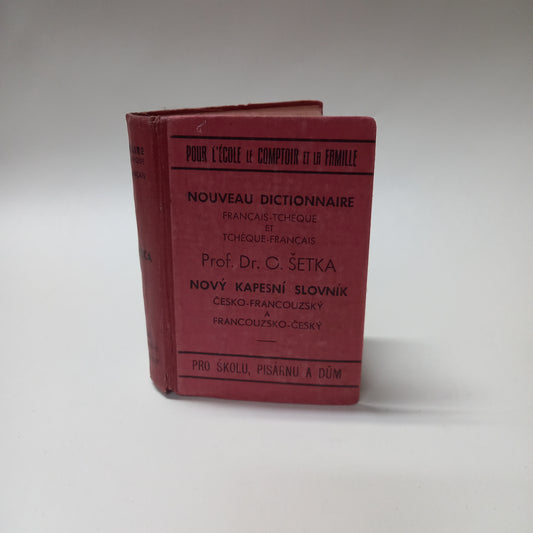 POUR L'ÉCOLE LE COMPTOIR ET LA FAMILLE
NOUVEAU DICTIONNAIRE
FRANÇAIS-TCHÈQUE
ET
TCHÈQUE-FRANÇAIS
Prof. Dr. C. ŠETKA
NOVÝ KAPESNÍ SLOVNÍK
ČESKO-FRANCOUZSKÝ
A
FRANCOUZSKO-ČESKÝ
PRO ŠKOLU, PISÁRNU A DŮM